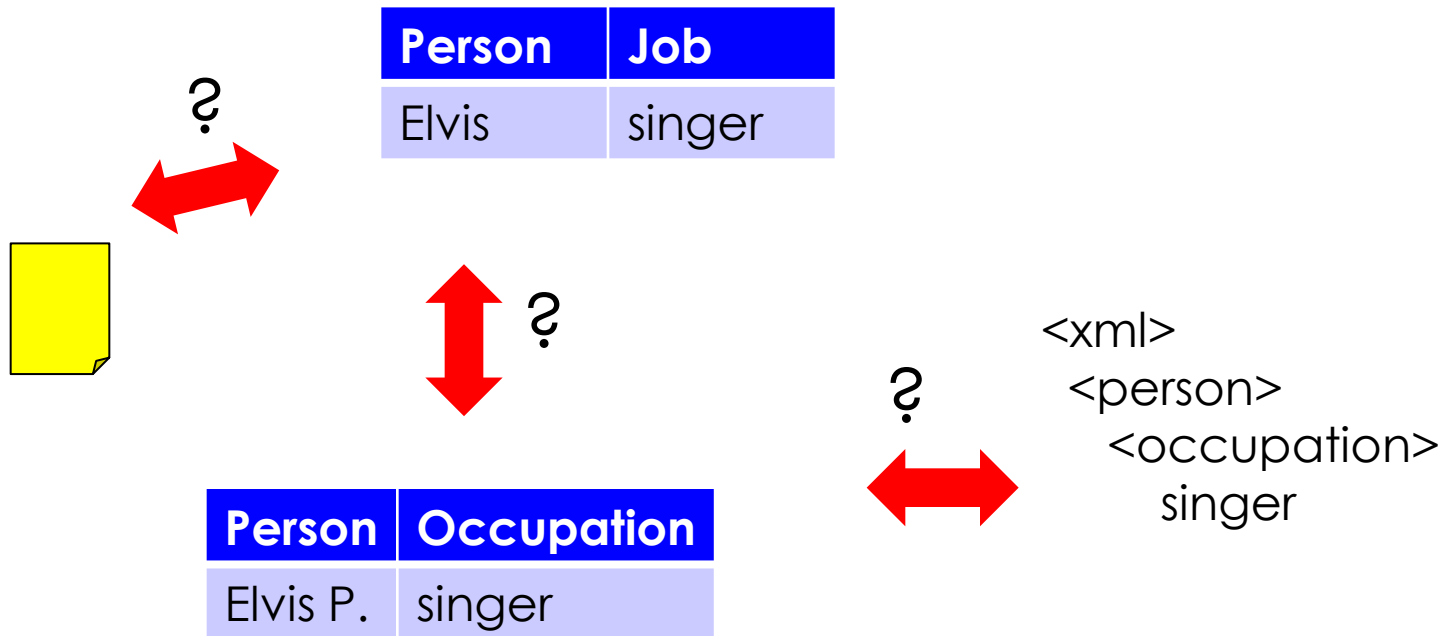 Person Job
Elvis singer
?
?
<xml>
<person>
<occupation>
singer
?
Person Occupation
Elvis P. singer